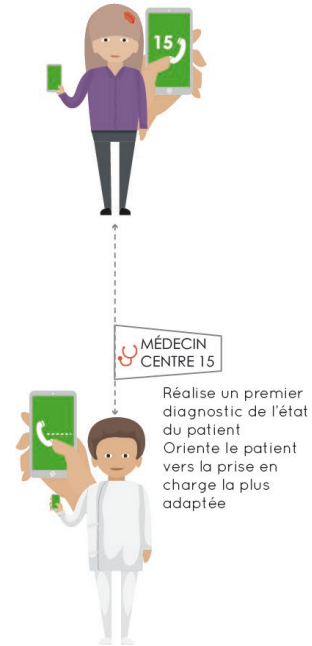 15
MÉDECIN
CENTRE 15
Réalise un premier
diagnostic de l'état
du patient
Oriente le patient
vers la prise en
charge la plus
adaptée